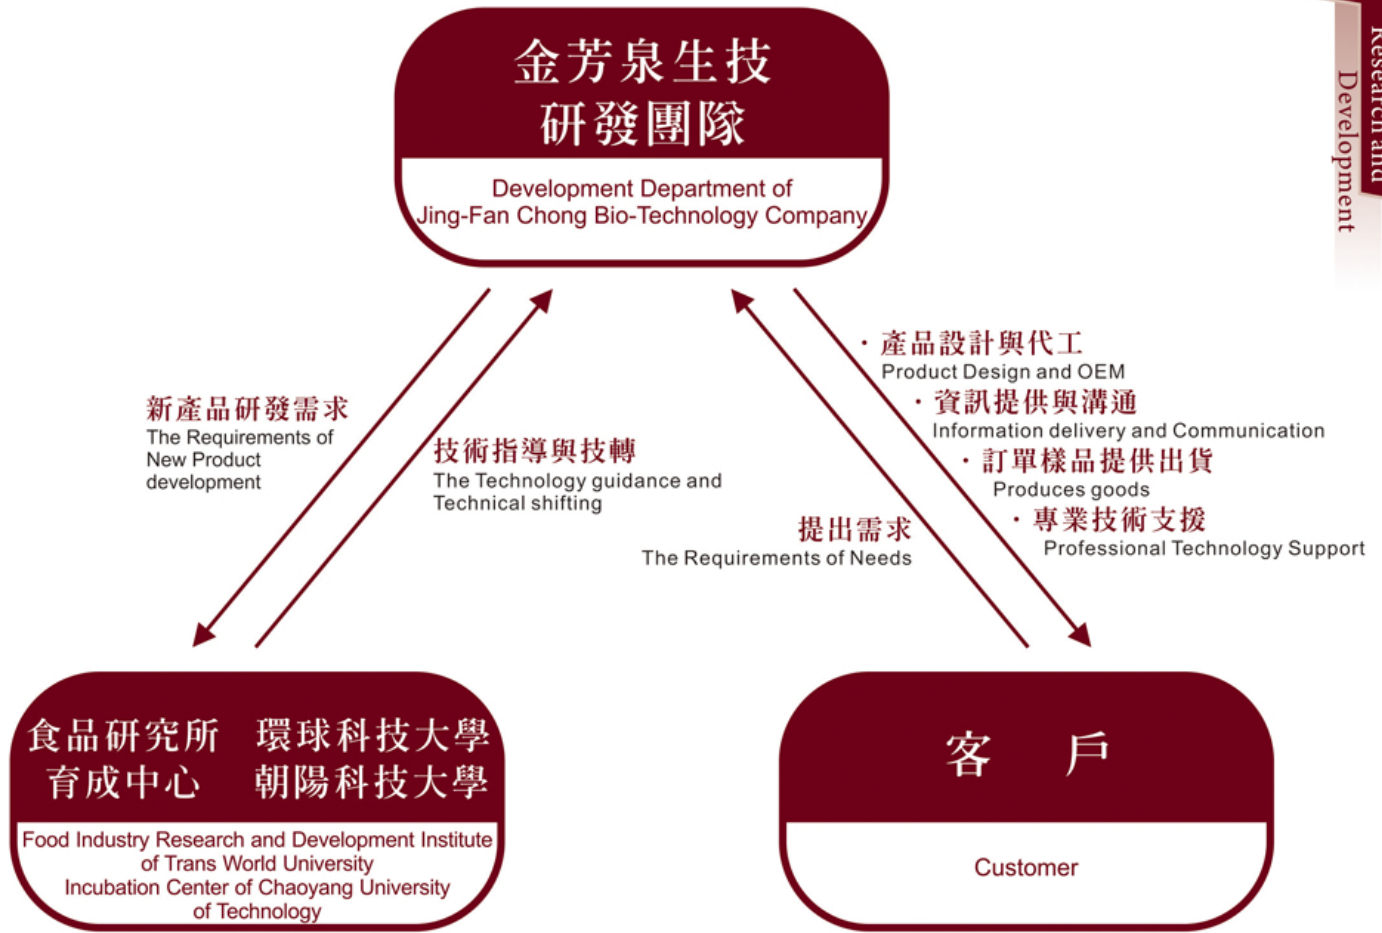 Research and
Development
金芳泉生技
研發團隊
Development Department of
Jing-Fan Chong Bio-Technology Company
新產品研發需求
The Requirements of
New Product
development
技術指導與技轉
The Technology guidance and
Technical shifting
提出需求
The Requirements of Needs
·產品設計與代工
Product Design and OEM
·資訊提供與溝通
Information delivery and Communication
·訂單樣品提供出貨
Produces goods
·專業技術支援
Professional Technology Support
食品研究所 環球科技大學
育成中心 朝陽科技大學
Food Industry Research and Development Institute
of Trans World University
Incubation Center of Chaoyang University
of Technology
客 戶
Customer